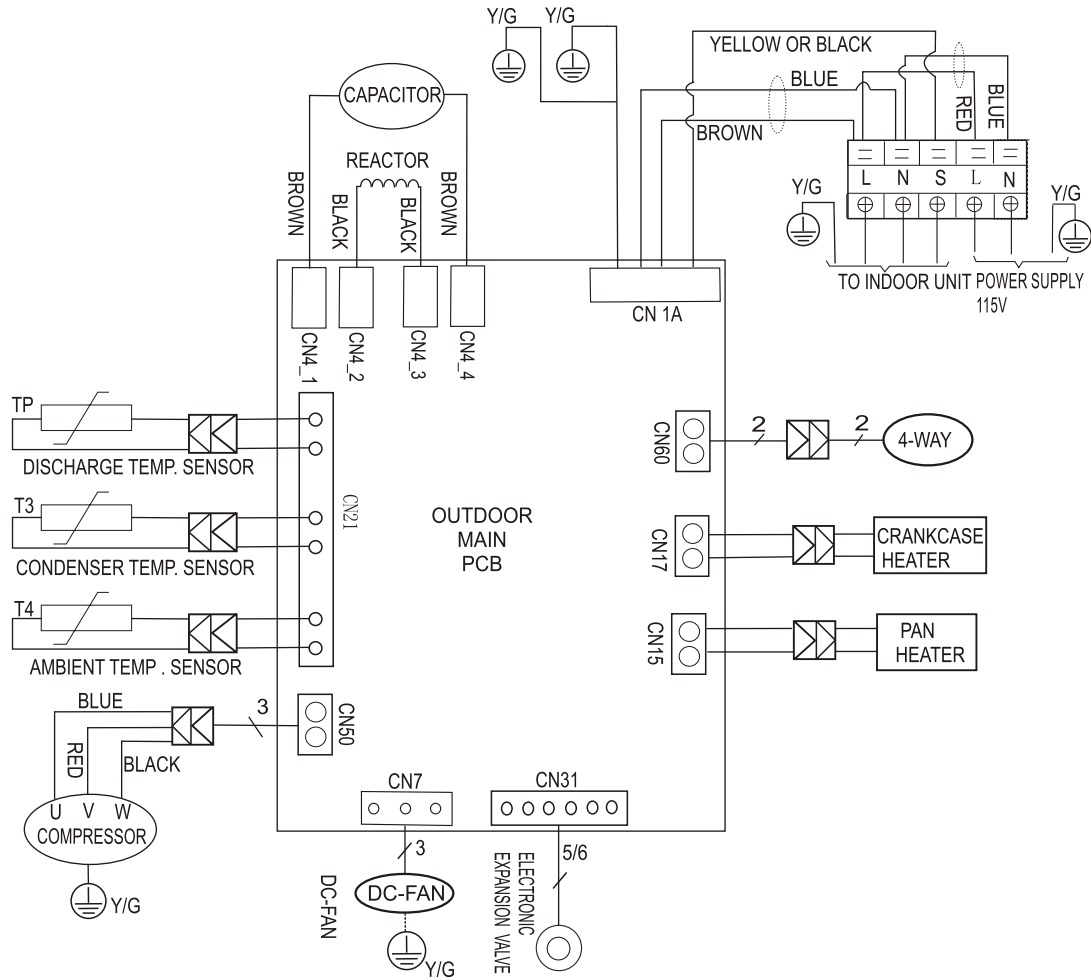 Y/G
Y/G
YELLOW OR BLACK
BLUE
BROWN
RED
BLUE
CAPACITOR
REACTOR
BROWN
BLACK
BLACK
BROWN
L N S L N
Y/G
Y/G
TO INDOOR UNIT
POWER SUPPLY
115V
CN 1A
CN4_1
CN4_2
CN4_3
CN4_4
TP
DISCHARGE TEMP. SENSOR
T3
CONDENSER TEMP. SENSOR
T4
AMBIENT TEMP . SENSOR
CN21
OUTDOOR
MAIN
PCB
CN60
2
2
4-WAY
CN17
CRANKCASE
HEATER
CN15
PAN
HEATER
BLUE
RED
BLACK
3
CN50
U V W
COMPRESSOR
Y/G
CN7
3
DC-FAN
DC-FAN
Y/G
CN31
5/6
ELECTRONIC
EXPANSION VALVE